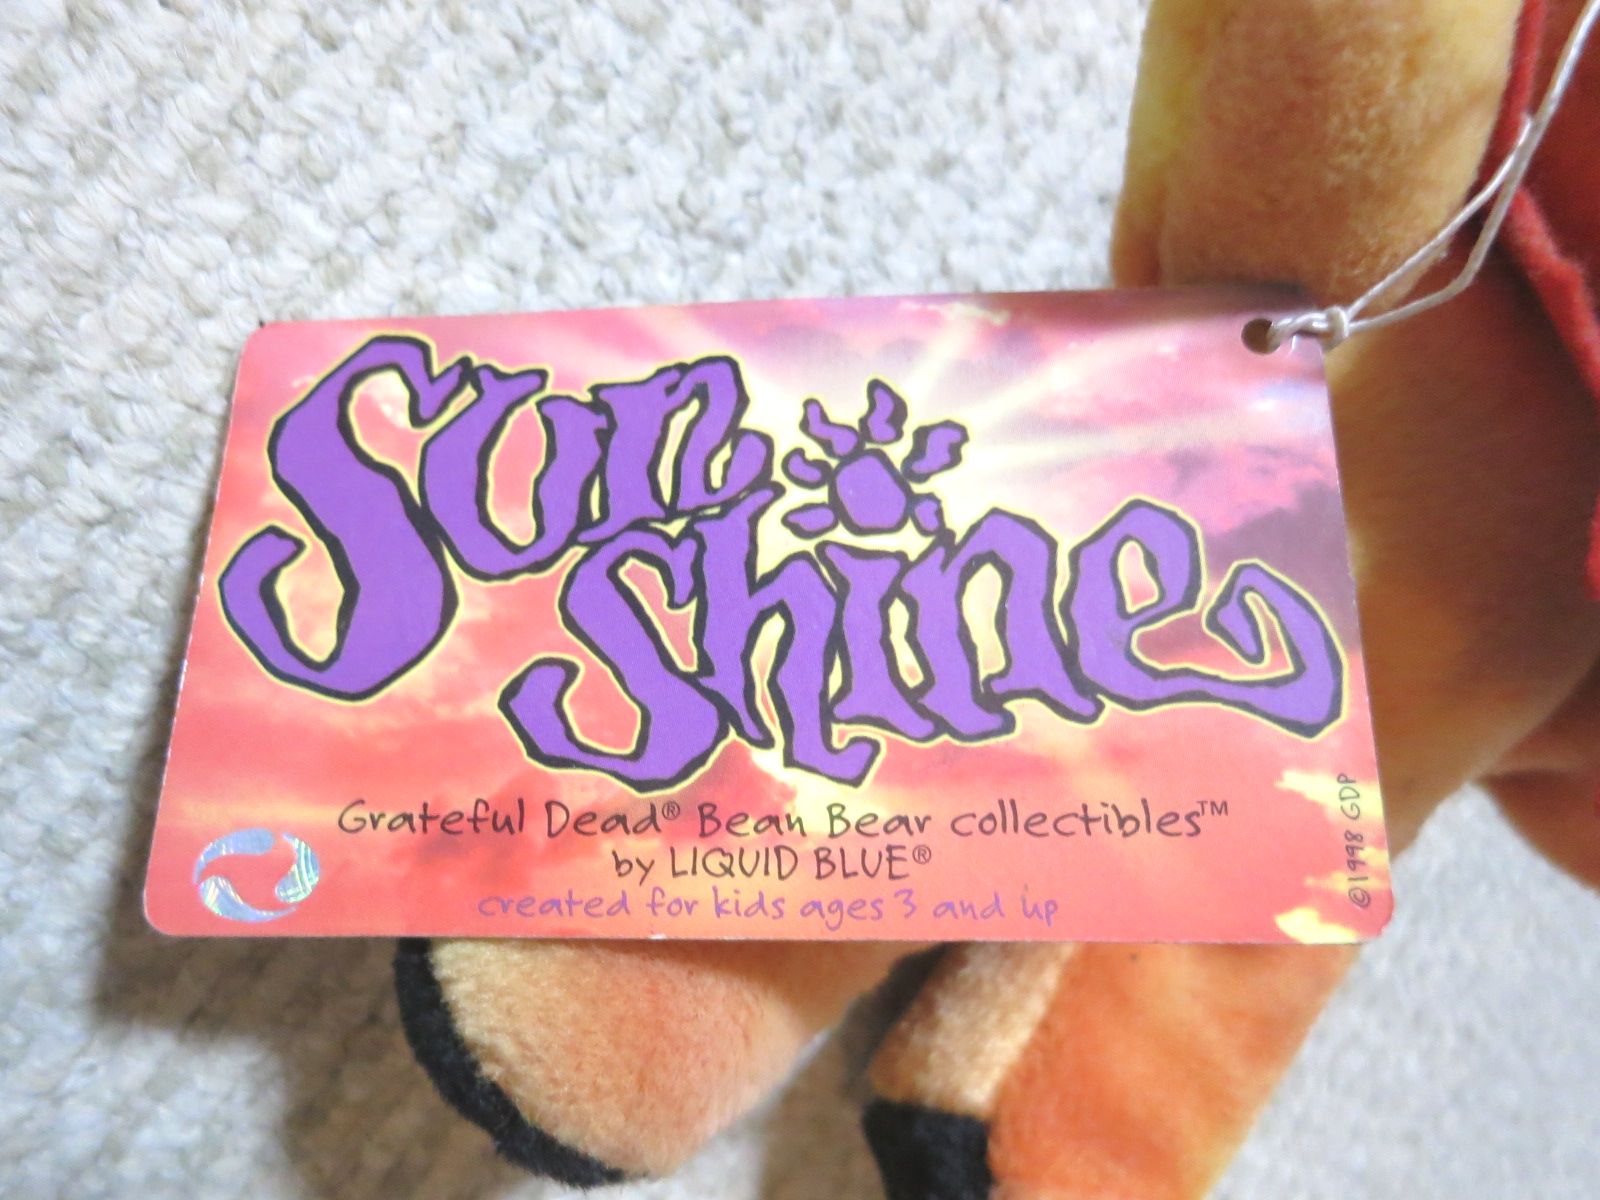 Sun
Shine
Grateful Dead® Bean Bear collectibles™
by LIQUID BLUE®
created for kids ages 3 and up
©1998 GDP